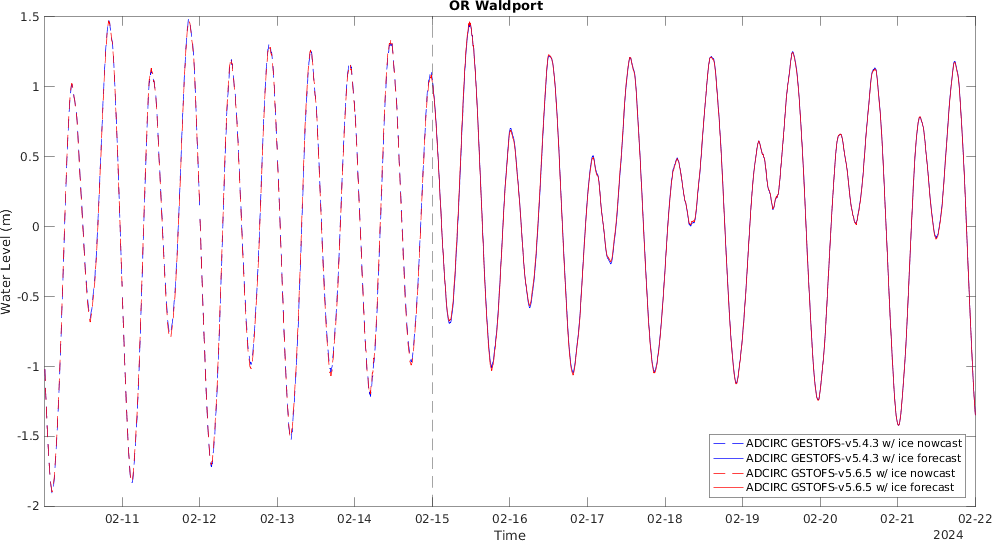 OR Waldport
1.5
1
0.5
0
-0.5
-1
-1.5
-2
Water Level (m)
02-11 02-12 02-13 02-14 02-15 02-16 02-17 02-18 02-19 02-20 02-21 02-22
Time
2024
ADCIRC GESTOFS-v5.4.3 w/ ice nowcast
ADCIRC GESTOFS-v5.4.3 w/ ice forecast
ADCIRC GSTOFS-v5.6.5 w/ ice nowcast
ADCIRC GSTOFS-v5.6.5 w/ ice forecast